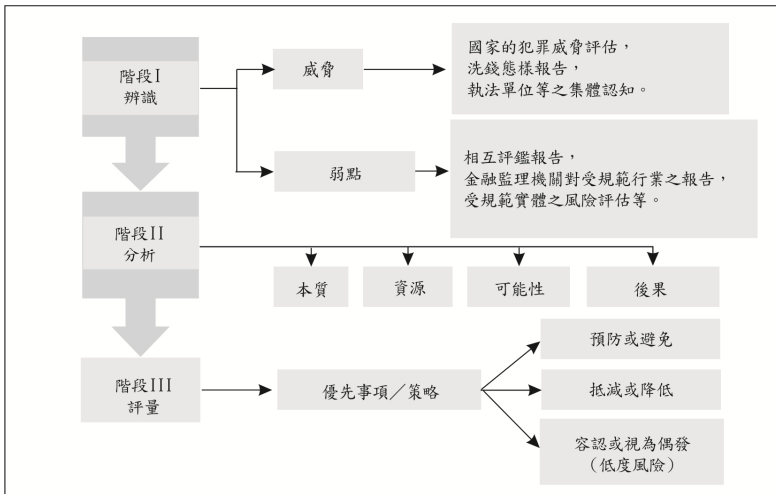 階段I
辨識
威脅
國家的犯罪威脅評估，
洗錢態樣報告，
執法單位等之集體認知。
弱點
相互評鑑報告，
金融監理機關對受規範行業之報告，
受規範實體之風險評估等。
階段II
分析
本質
資源
可能性
後果
階段III
評量
優先事項／策略
預防或避免
抵減或降低
容認或視為偶發
（低度風險）